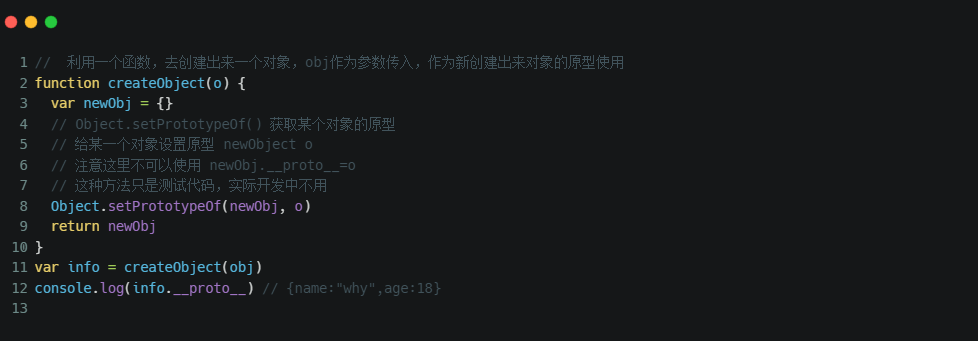 1 //  利用一个函数，去创建出来一个对象，obj作为参数传入，作为新创建出来对象的原型使用
2 function createObject(o) {
3   var newObj = {}
4   // Object.setPrototypeOf() 获取某个对象的原型
5   // 给某一个对象设置原型 newObject o
6   // 注意这里不可以使用 newObj.__proto__=o
7   // 这种方法只是测试代码，实际开发中不用
8   Object.setPrototypeOf(newObj, o)
9   return newObj
10 }
11 var info = createObject(obj)
12 console.log(info.__proto__) // {name:"why",age:18}
13